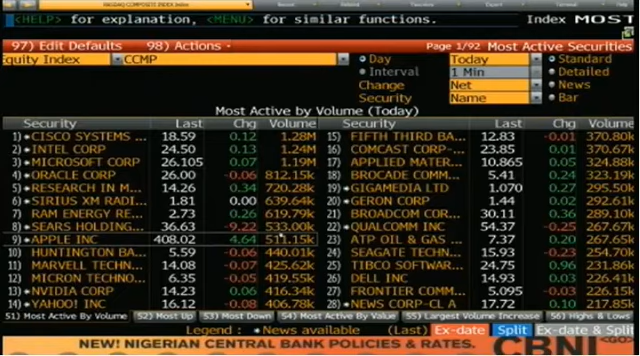 NASDAQ COMPOSITE INDEX Index
<HELP> for explanation, <MENU> for similar functions. Index MOST
97) Edit Defaults 98) Actions Page 1/92 Most Active Securities
Equity Index CCMP Day Today Standard
Interval 1 Min Detailed
Change Net News
Security Name Bar
Most Active by Volume (Today)
Security Last Chg Volume Security Last Chg Volume
1) CISCO SYSTEMS ... 18.59 0.12 1.28M 15) FIFTH THIRD BA... 12.83 -0.01 370.80k
2) INTEL CORP 24.50 0.13 1.24M 16) COMCAST CORP-... 23.85 0.01 370.67k
3) MICROSOFT CORP 26.105 0.07 1.19M 17) APPLIED MATER... 10.865 0.05 324.88k
4) ORACLE CORP 26.00 -0.06 812.15k 18) BROCADE COMM... 5.41 0.24 323.19k
5) RESEARCH IN M... 14.26 0.34 720.28k 19) GIGAMEDIA LTD 1.070 0.27 295.50k
6) SIRIUS XM RADI... 1.81 0.00 639.64k 20) GERON CORP 1.44 0.02 292.61k
7) RAM ENERGY RE... 2.73 0.26 619.79k 21) BROADCOM COR... 30.11 0.36 289.10k
8) SEARS HOLDING... 36.63 -9.22 533.00k 22) QUALCOMM INC 54.37 -0.25 267.67k
9) APPLE INC 408.02 4.64 511.15k 23) ATP OIL & GAS ... 7.37 0.20 267.65k
10) HUNTINGTON BA... 5.59 -0.06 440.01k 24) SEAGATE TECHN... 15.93 -0.23 254.70k
11) MARVELL TECHN... 14.08 -0.07 425.62k 25) TIBCO SOFTWAR... 24.75 0.96 231.86k
12) MICRON TECHNO... 6.35 -0.05 419.55k 26) DELL INC 14.93 0.03 226.41k
13) NVIDIA CORP 14.23 0.06 416.34k 27) FRONTIER COMM... 5.095 -0.03 226.15k
14) YAHOO! INC 16.12 -0.08 406.78k 28) NEWS CORP-CL A 17.72 0.10 217.85k
51) Most Active By Volume 52) Most Up 53) Most Down 54) Most Active By Value 55) Largest Volume Increase 56) Highs & Lows
Legend : News available (Last) Ex-date Split Ex-date & Spli
NEW! NIGERIAN CENTRAL BANK POLICIES & RATES. CBNI <GO>